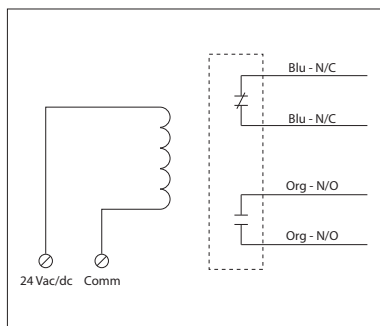 Blu - N/C
Blu - N/C
Org - N/O
Org - N/O
24 Vac/dc Comm